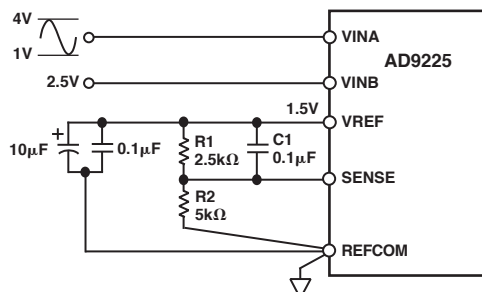 4V
1V
VINA
AD9225
2.5V
VINB
1.5V
VREF
10µF
+
0.1µF
R1
2.5kΩ
C1
0.1µF
SENSE
R2
5kΩ
REFCOM